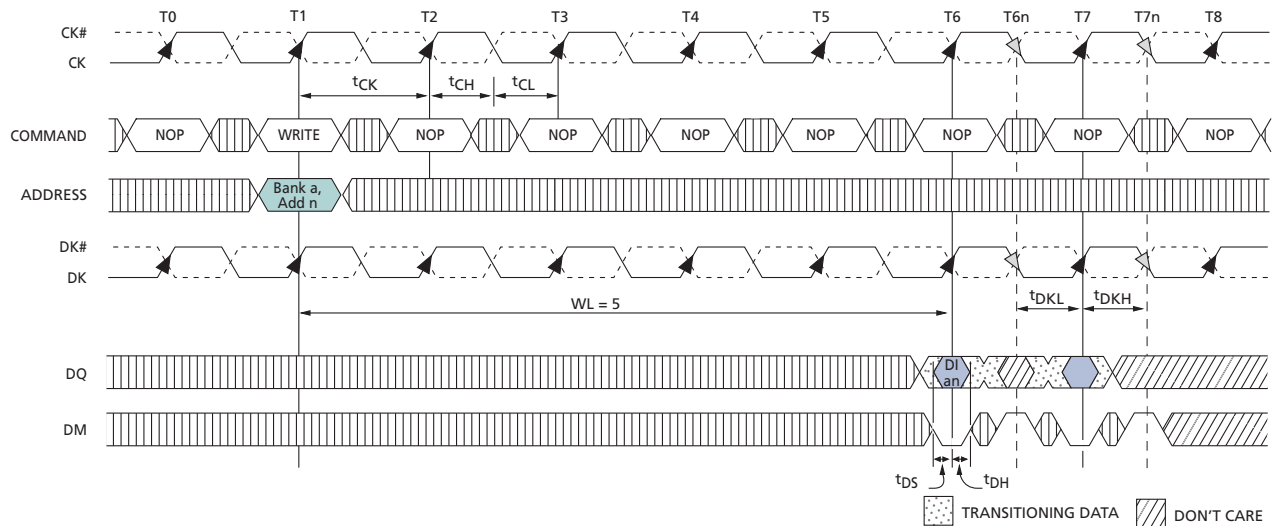 T0 T1 T2 T3 T4 T5 T6 T6n T7 T7n T8
CK#
CK
tCK tCH tCL
COMMAND NOP WRITE NOP NOP NOP NOP NOP NOP NOP
ADDRESS Bank a,
Add n
DK#
DK
WL = 5 tDKL tDKH
DQ DI
an
DM
tDS tDH
TRANSITIONING DATA DON'T CARE